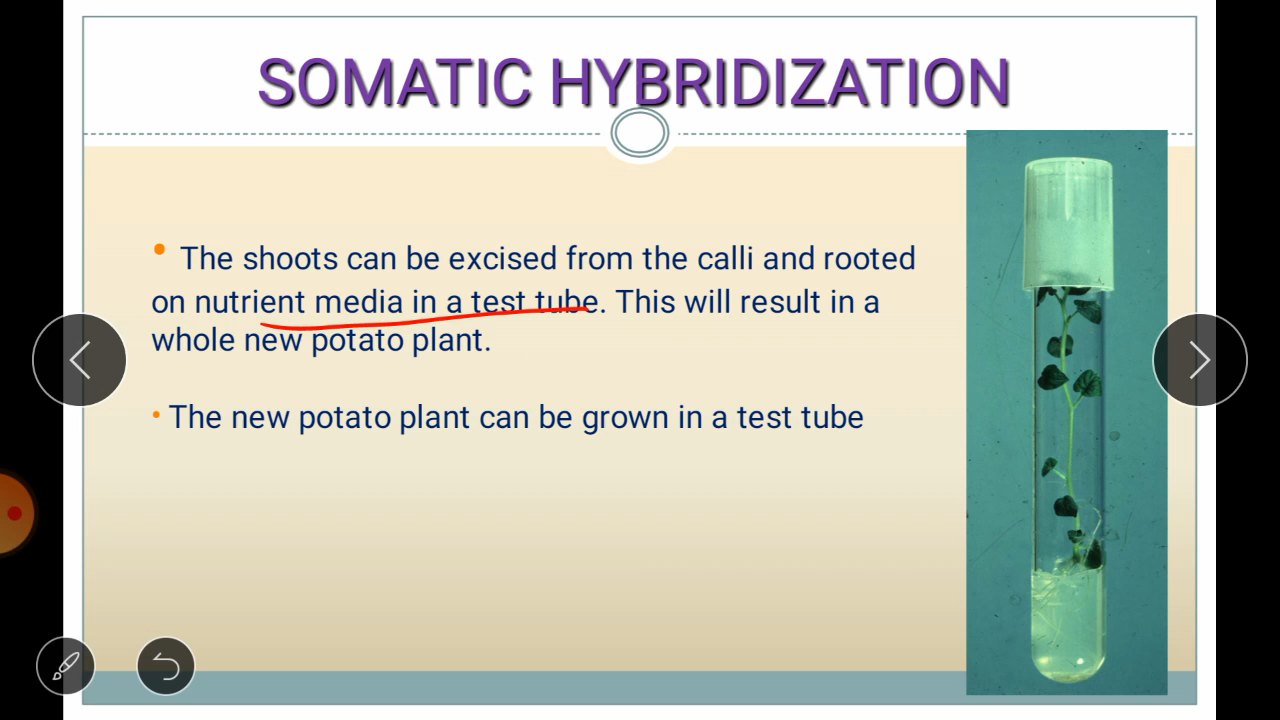 SOMATIC HYBRIDIZATION
• The shoots can be excised from the calli and rooted
on nutrient media in a test tube. This will result in a
whole new potato plant.
• The new potato plant can be grown in a test tube